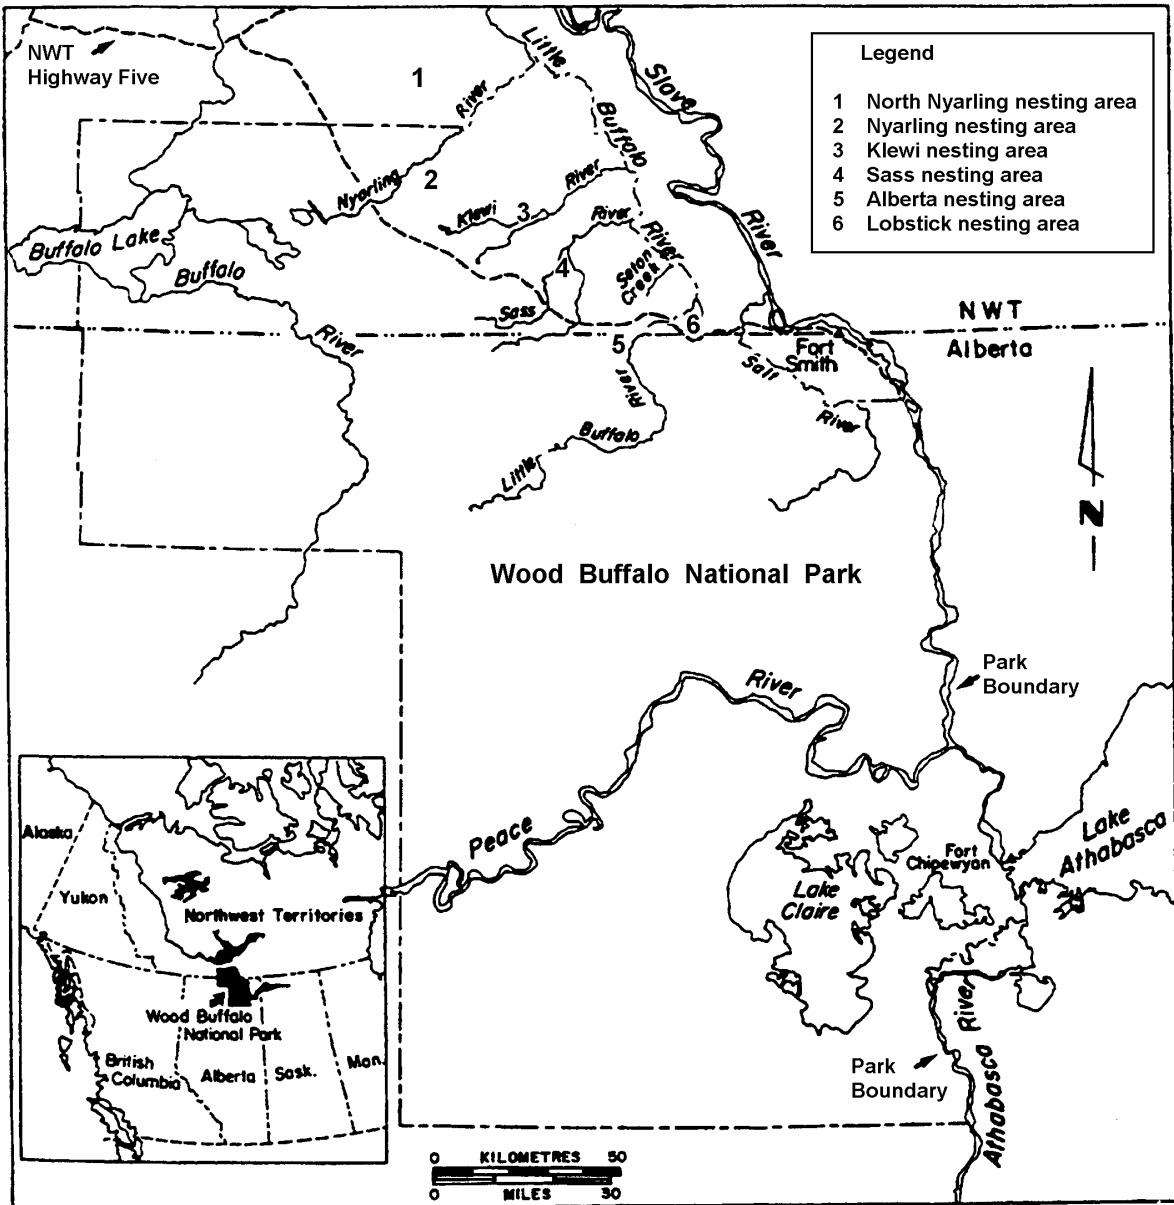 NWT
Highway Five
1
River
Little
Buffalo
River
Slave
River
Legend
1 North Nyarling nesting area
2 Nyarling nesting area
3 Klewi nesting area
4 Sass nesting area
5 Alberta nesting area
6 Lobstick nesting area
Nyarling
2
Klewi
3
River
River
4
Seton
Creek
Buffalo Lake
Buffalo
River
Sass
5
6
NWT
Alberta
Fort
Smith
Salt
River
River
Buffalo
Little
N
Wood Buffalo National Park
Park
Boundary
River
Peace
Lake
Athabasca
Fort
Chipewyan
Lake
Claire
Park
Boundary
Athabasca River
Alaska
Yukon
Northwest Territories
Wood Buffalo
National Park
British
Columbia
Alberta
Sask.
Man.
0 KILOMETRES 50
0 MILES 30